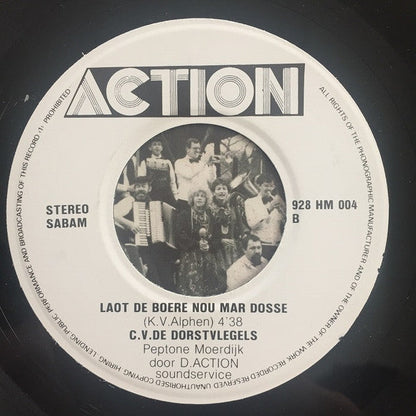 ACTION
STEREO
SABAM
928 HM 004
B
LAOT DE BOERE NOU MAR DOSSE
(K.V.Alphen) 4'38
C.V.DE DORSTVLEGELS
Peptone Moerdijk
door D.ACTION
soundservice
ALL RIGHTS OF THE PHONOGRAPHIC MANUFACTURER AND OF THE OWNER OF THE WORK RECORDED RESERVED UNAUTHORISED COPYING HIRING, LENDING PUBLIC PERFORMANCE AND BROADCASTING OF THIS RECORD -1- PROHIBITED